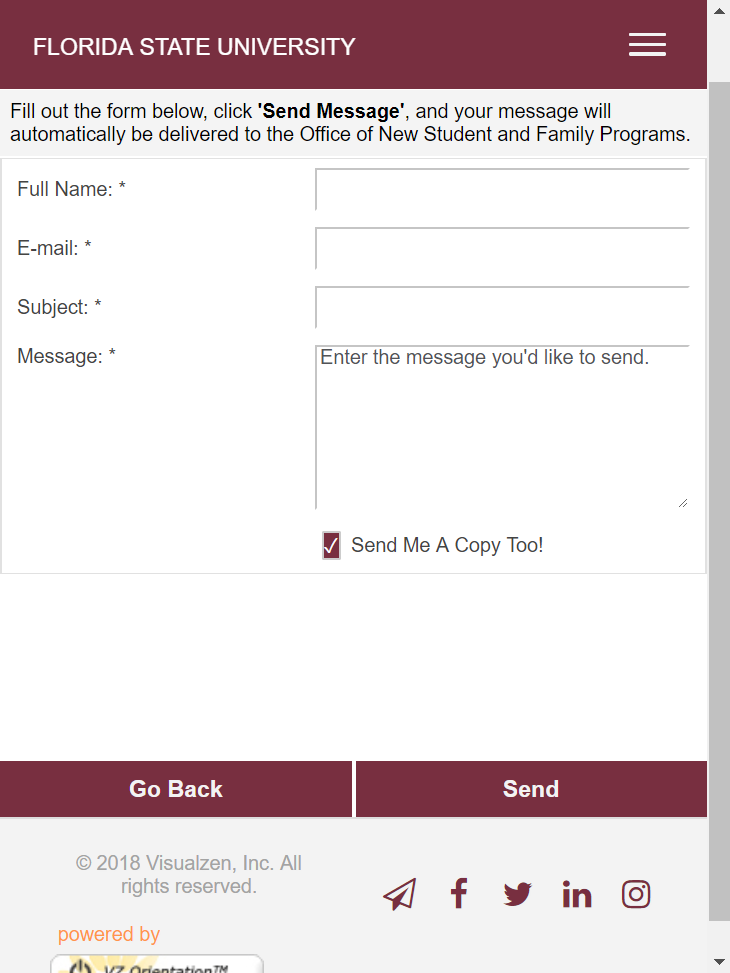 FLORIDA STATE UNIVERSITY
Fill out the form below, click 'Send Message', and your message will
automatically be delivered to the Office of New Student and Family Programs.
Full Name: *
E-mail: *
Subject: *
Message: *
Enter the message you'd like to send.
Send Me A Copy Too!
Go Back
Send
© 2018 Visualzen, Inc. All
rights reserved.
powered by
VZ Orientation™